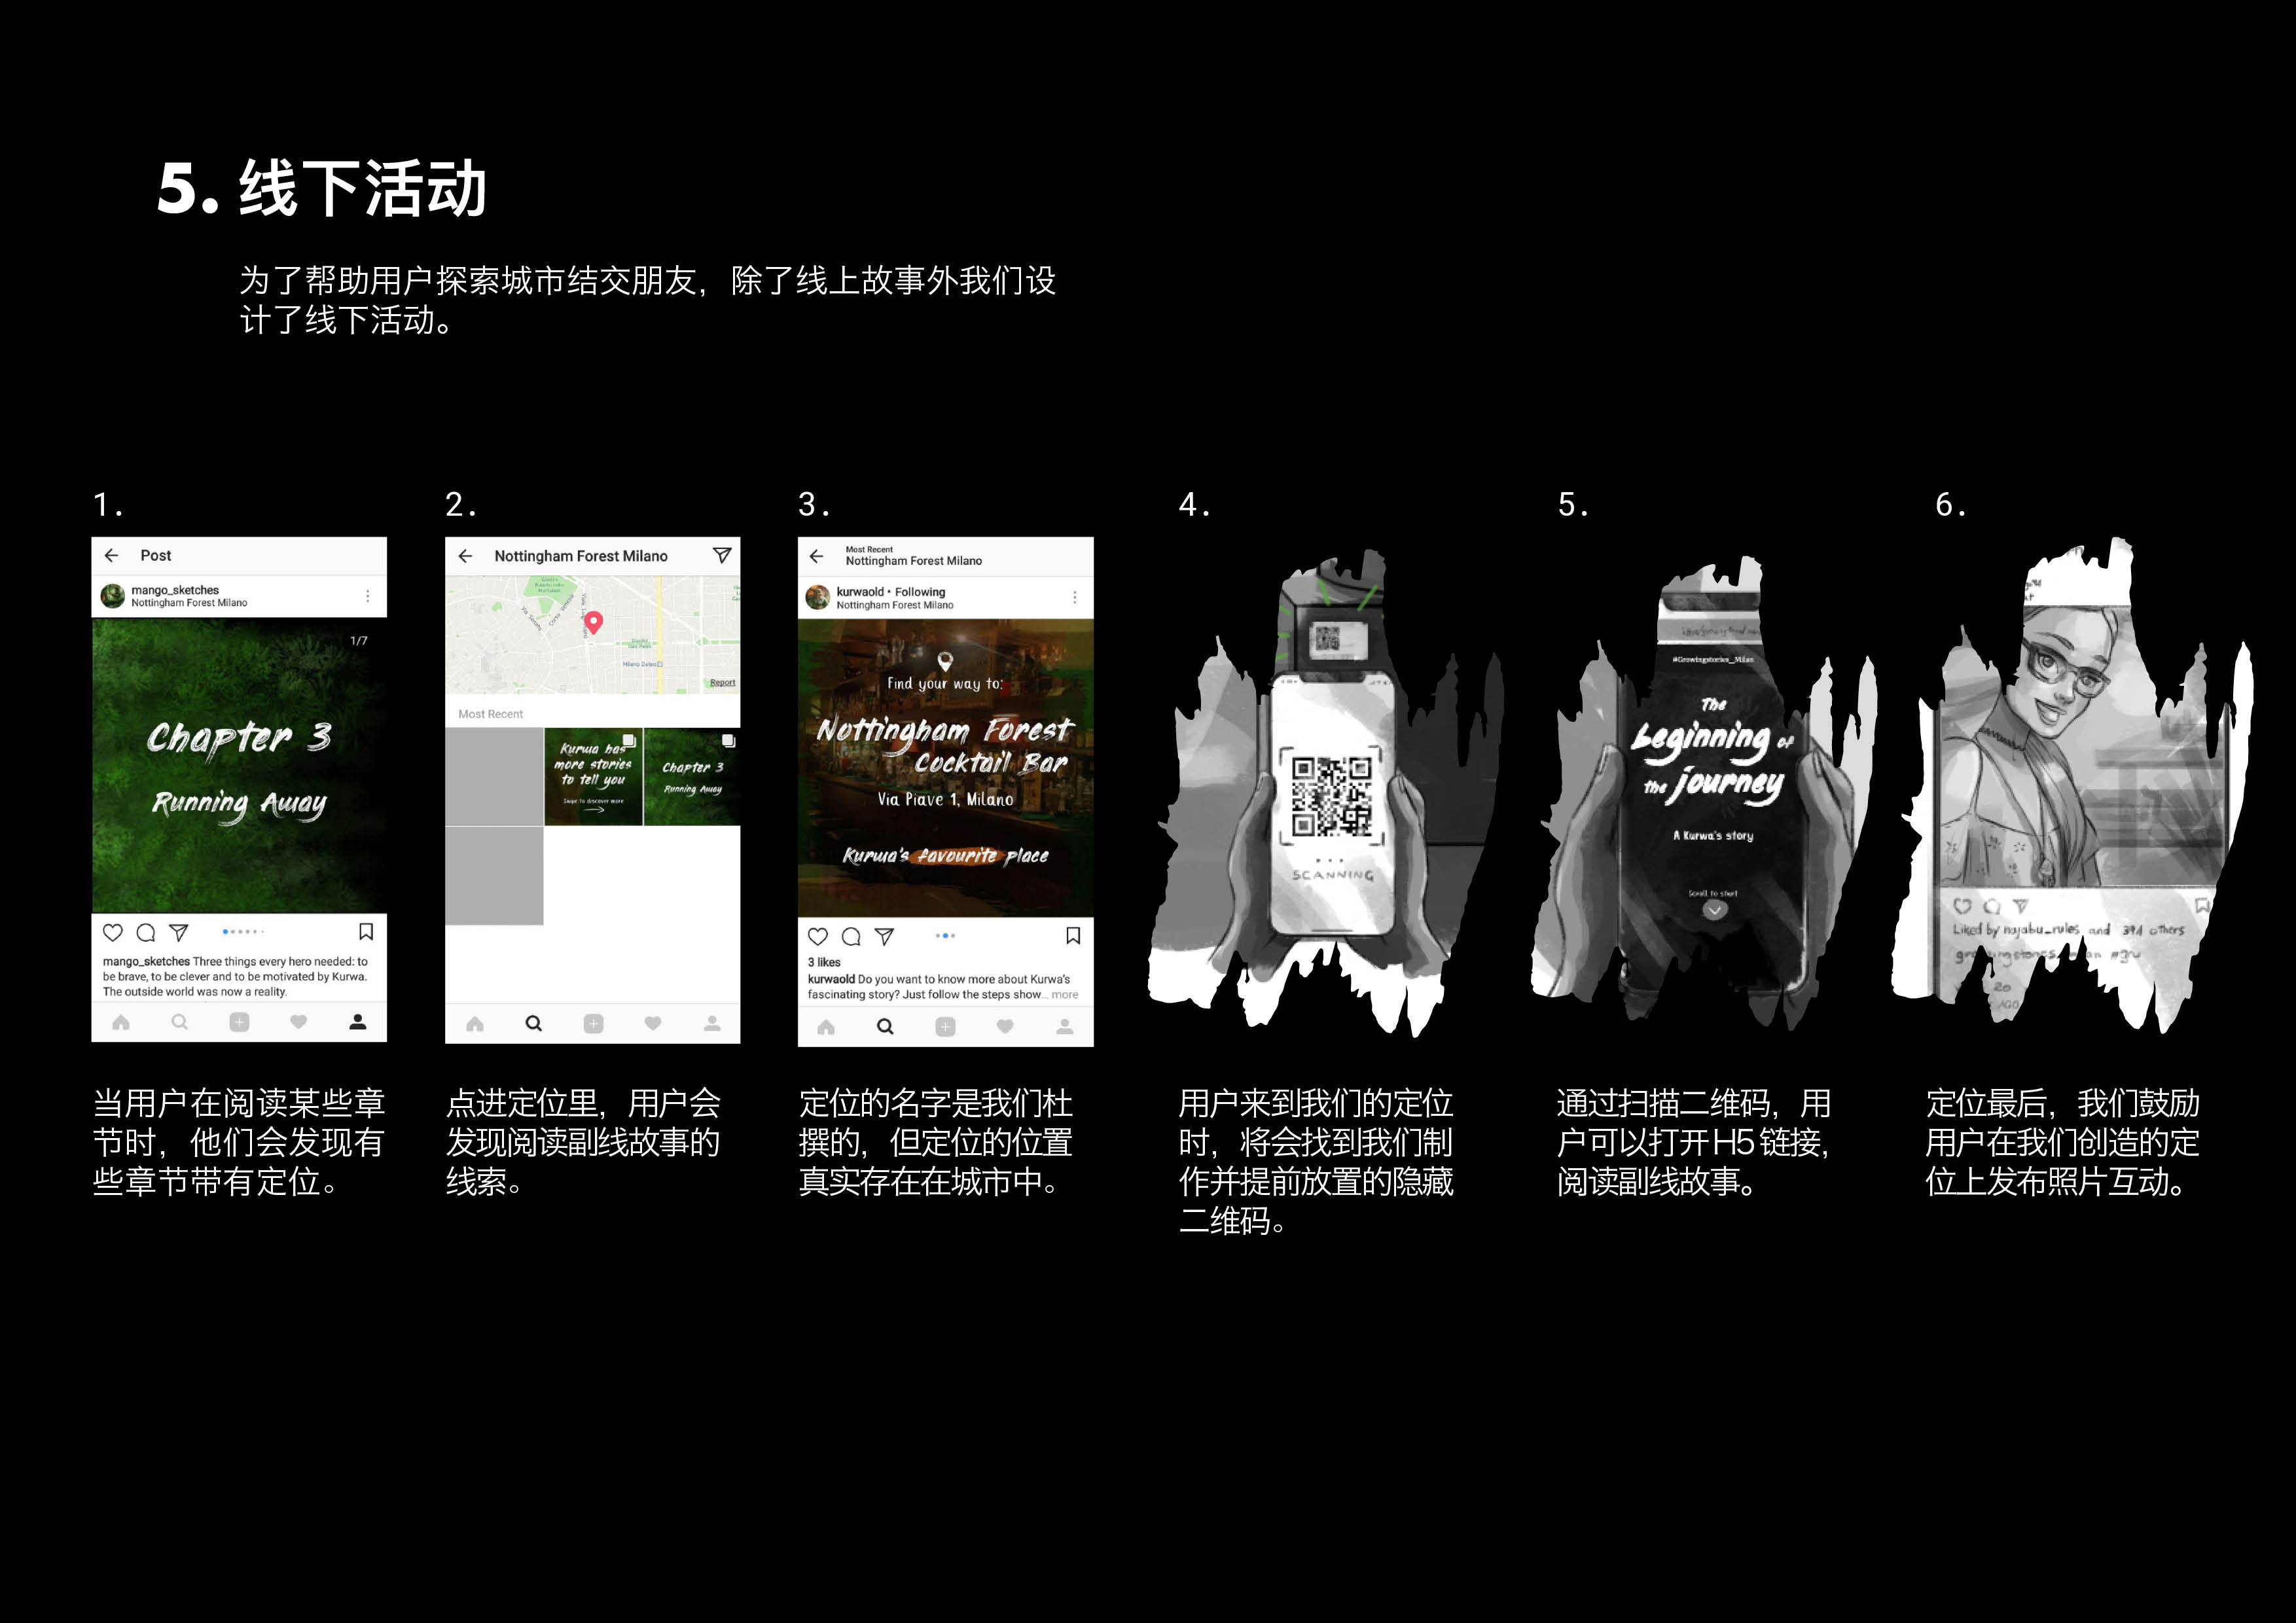 5. 线下活动
为了帮助用户探索城市结交朋友，除了线上故事外我们设
计了线下活动。
1.
Post
mango_sketches
Nottingham Forest Milano
1/7
Chapter 3
Running Away
mango_sketches Three things every hero needed: to
be brave, to be clever and to be motivated by Kurwa.
The outside world was now a reality.
当用户在阅读某些章
节时，他们会发现有
些章节带有定位。
2.
Nottingham Forest Milano
Report
Most Recent
Kurwa has
more stories
to tell you
Swipe to discover more
Chapter 3
Running Away
点进定位里，用户会
发现阅读副线故事的
线索。
3.
Most Recent
Nottingham Forest Milano
kurwaold • Following
Nottingham Forest Milano
Find your way to:
Nottingham Forest
Cocktail Bar
Via Piave 1, Milano
Kurwa's favourite place
3 likes
kurwaold Do you want to know more about Kurwa's
fascinating story? Just follow the steps show... more
定位的名字是我们杜
撰的，但定位的位置
真实存在在城市中。
4.
SCANNING
用户来到我们的定位
时，将会找到我们制
作并提前放置的隐藏
二维码。
5.
#Growingstories_Milan
The
beginning of
the journey
A Kurwa's story
Scroll to start
通过扫描二维码，用
户可以打开H5链接，
阅读副线故事。
6.
Liked by najabu_rules and 394 others
20
定位最后，我们鼓励
用户在我们创造的定
位上发布照片互动。